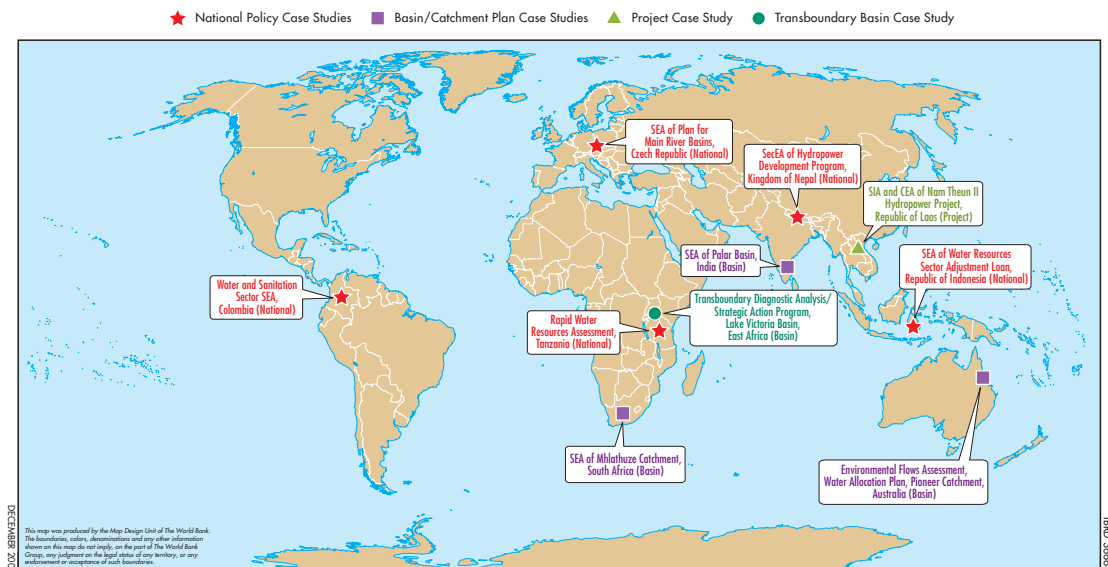 National Policy Case Studies
Basin/Catchment Plan Case Studies
Project Case Study
Transboundary Basin Case Study
SEA of Plan for
Main River Basins,
Czech Republic (National)
SecEA of Hydropower
Development Program,
Kingdom of Nepal (National)
SIA and CEA of Nam Theun II
Hydropower Project,
Republic of Laos (Project)
SEA of Palar Basin,
India (Basin)
SEA of Water Resources
Sector Adjustment Loan,
Republic of Indonesia (National)
Water and Sanitation
Sector SEA,
Colombia (National)
Transboundary Diagnostic Analysis/
Strategic Action Program,
Lake Victoria Basin,
East Africa (Basin)
Rapid Water
Resources Assessment,
Tanzania (National)
SEA of Mhlathuze Catchment,
South Africa (Basin)
Environmental Flows Assessment,
Water Allocation Plan, Pioneer Catchment,
Australia (Basin)
This map was produced by the Map Design Unit of The World Bank.
The boundaries, colors, denominations and any other information
shown on this map do not imply, on the part of The World Bank
Group, any judgment on the legal status of any territory, or any
endorsement or acceptance of such boundaries.
DECEMBER